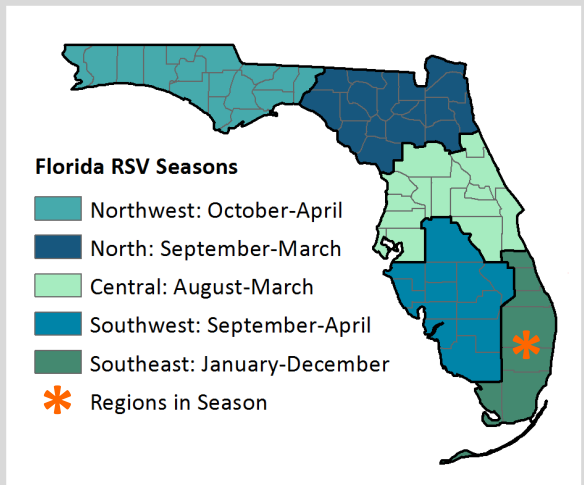 Florida RSV Seasons
Northwest: October-April
North: September-March
Central: August-March
Southwest: September-April
Southeast: January-December
Regions in Season